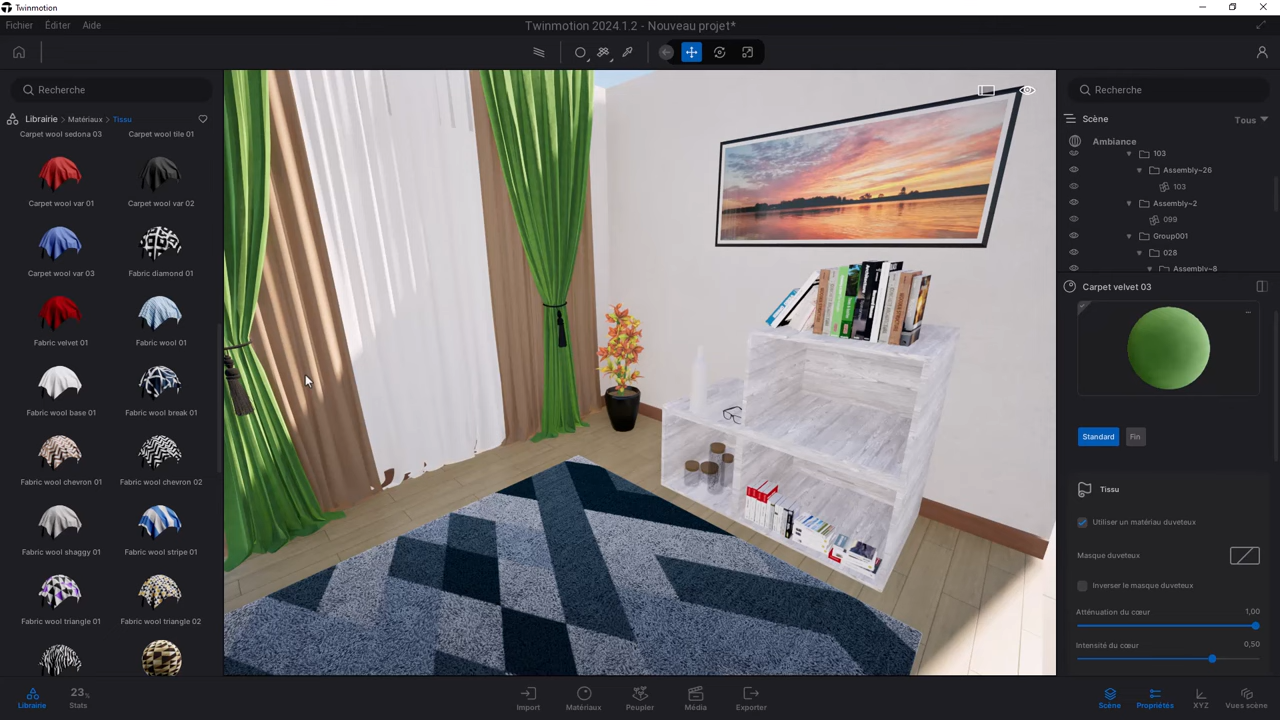 Twinmotion
Fichier Éditer Aide
Twinmotion 2024.1.2 - Nouveau projet*
Recherche
Librairie > Matériaux > Tissu
Carpet wool sedona 03 Carpet wool tile 01
Carpet wool var 01 Carpet wool var 02
Carpet wool var 03 Fabric diamond 01
Fabric velvet 01 Fabric wool 01
Fabric wool base 01 Fabric wool break 01
Fabric wool chevron 01 Fabric wool chevron 02
Fabric wool shaggy 01 Fabric wool stripe 01
Fabric wool triangle 01 Fabric wool triangle 02
Recherche
Scène Tous
Ambiance
103
Assembly~26
103
Assembly~2
099
Group001
028
Assembly~8
Carpet velvet 03
Standard Fin
Tissu
Utiliser un matériau duveteux
Masque duveteux
Inverser le masque duveteux
Atténuation du cœur 1,00
Intensité du cœur 0,50
Librairie
23%
Stats
Import Matériaux Peupler Média Exporter
Scène Propriétés XYZ Vues scène